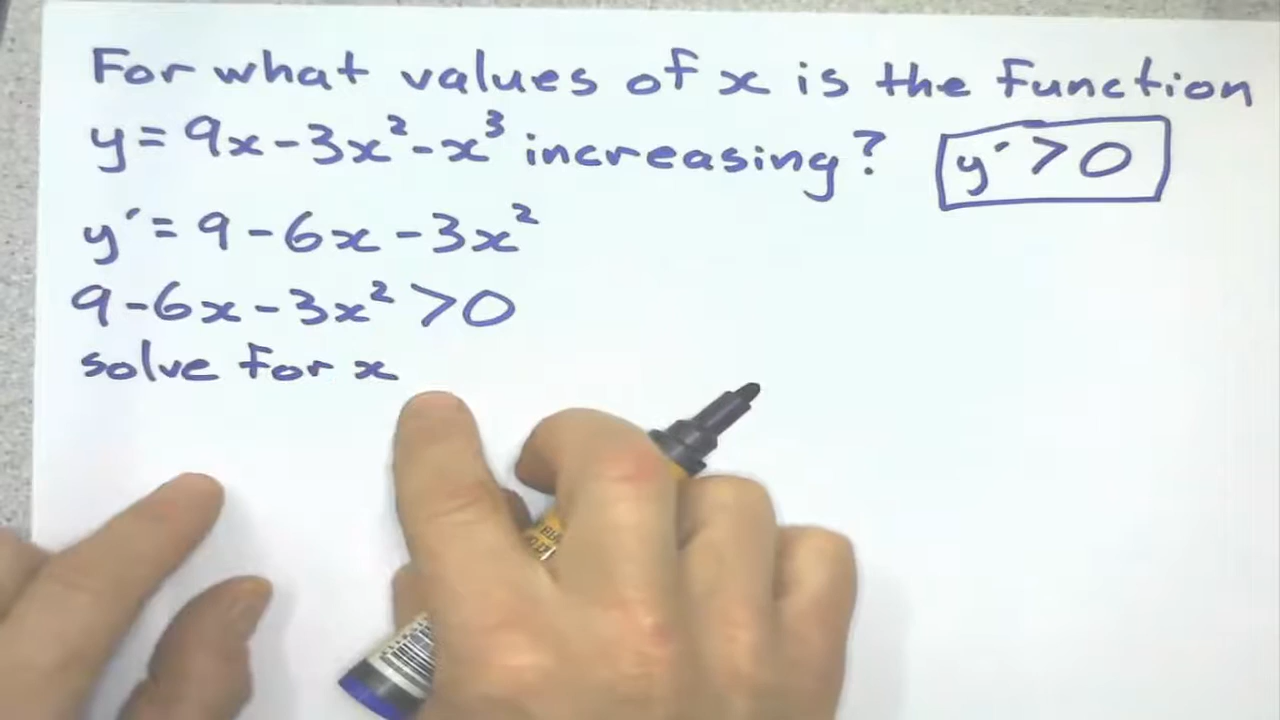 For what values of x is the function
y = 9x - 3x² - x³ increasing? y´ > 0
y´ = 9 - 6x - 3x²
9 - 6x - 3x² > 0
solve for x